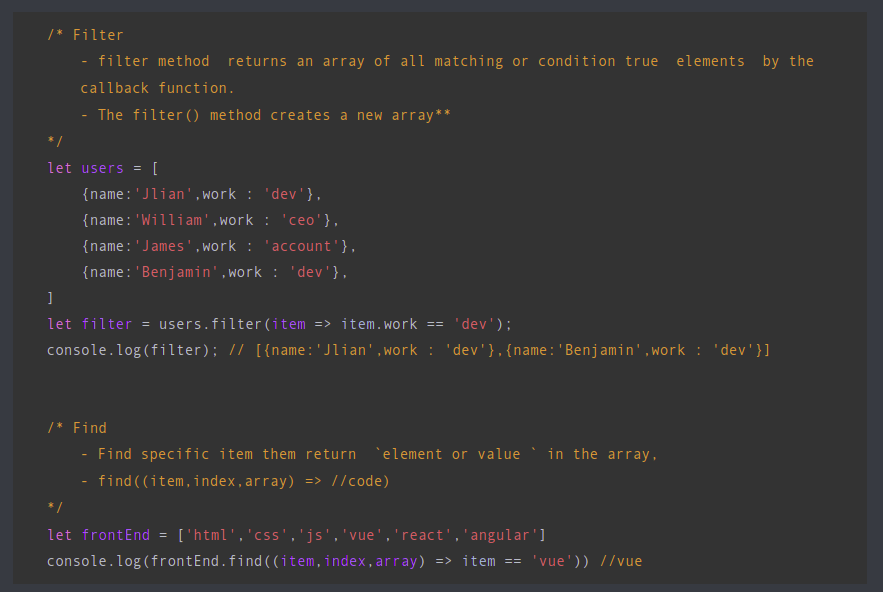 /* Filter
    - filter method  returns an array of all matching or condition true  elements  by the
    callback function.
    - The filter() method creates a new array**
*/
let users = [
    {name:'Jlian',work : 'dev'},
    {name:'William',work : 'ceo'},
    {name:'James',work : 'account'},
    {name:'Benjamin',work : 'dev'},
]
let filter = users.filter(item => item.work == 'dev');
console.log(filter); // [{name:'Jlian',work : 'dev'},{name:'Benjamin',work : 'dev'}]
/* Find
    - Find specific item them return  `element or value ` in the array,
    - find((item,index,array) => //code)
*/
let frontEnd = ['html','css','js','vue','react','angular']
console.log(frontEnd.find((item,index,array) => item == 'vue')) //vue